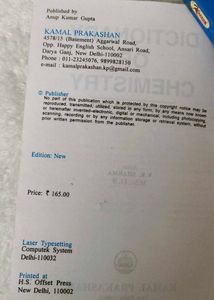 Published by
Anup Kumar Gupta
KAMAL PRAKASHAN
4578/15 (Basement) Aggarwal Road,
Opp. Happy English School, Ansari Road,
Darya Ganj, New Delhi-110002
Phone : 011-23245076, 9899828150
e-mail : kamalprakashan.kp@gmail.com
© Publisher
No part of this publication which is protected by this copyright notice may be
reproduced, transmitted, utilized, stored in any form, by any means now known
or hereinafter invented-electronic, digital or mechanical, including photocopying,
scanning, recording or by any information storage or retrieval system, without
prior written permission from the published.
Edition: New
Price: ₹ 165.00
Laser Typesetting
Computek System
Delhi-110032
Printed at
H.S. Offset Press
New Delhi, 110002